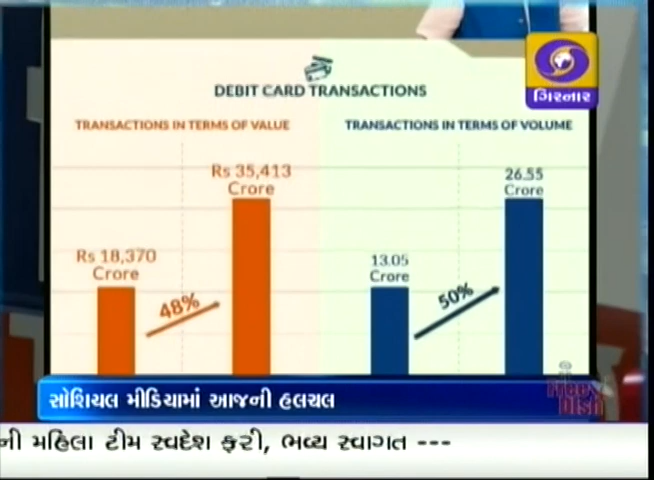 ગિરનાર
DEBIT CARD TRANSACTIONS
TRANSACTIONS IN TERMS OF VALUE
TRANSACTIONS IN TERMS OF VOLUME
Rs 35,413
Crore
Rs 18,370
Crore
48%
26.55
Crore
13.05
Crore
50%
સોશિયલ મીડિયામાં આજની હલચલ
Free
Dish
ની મહિલા ટીમ સ્વદેશ ફરી, ભવ્ય સ્વાગત ---